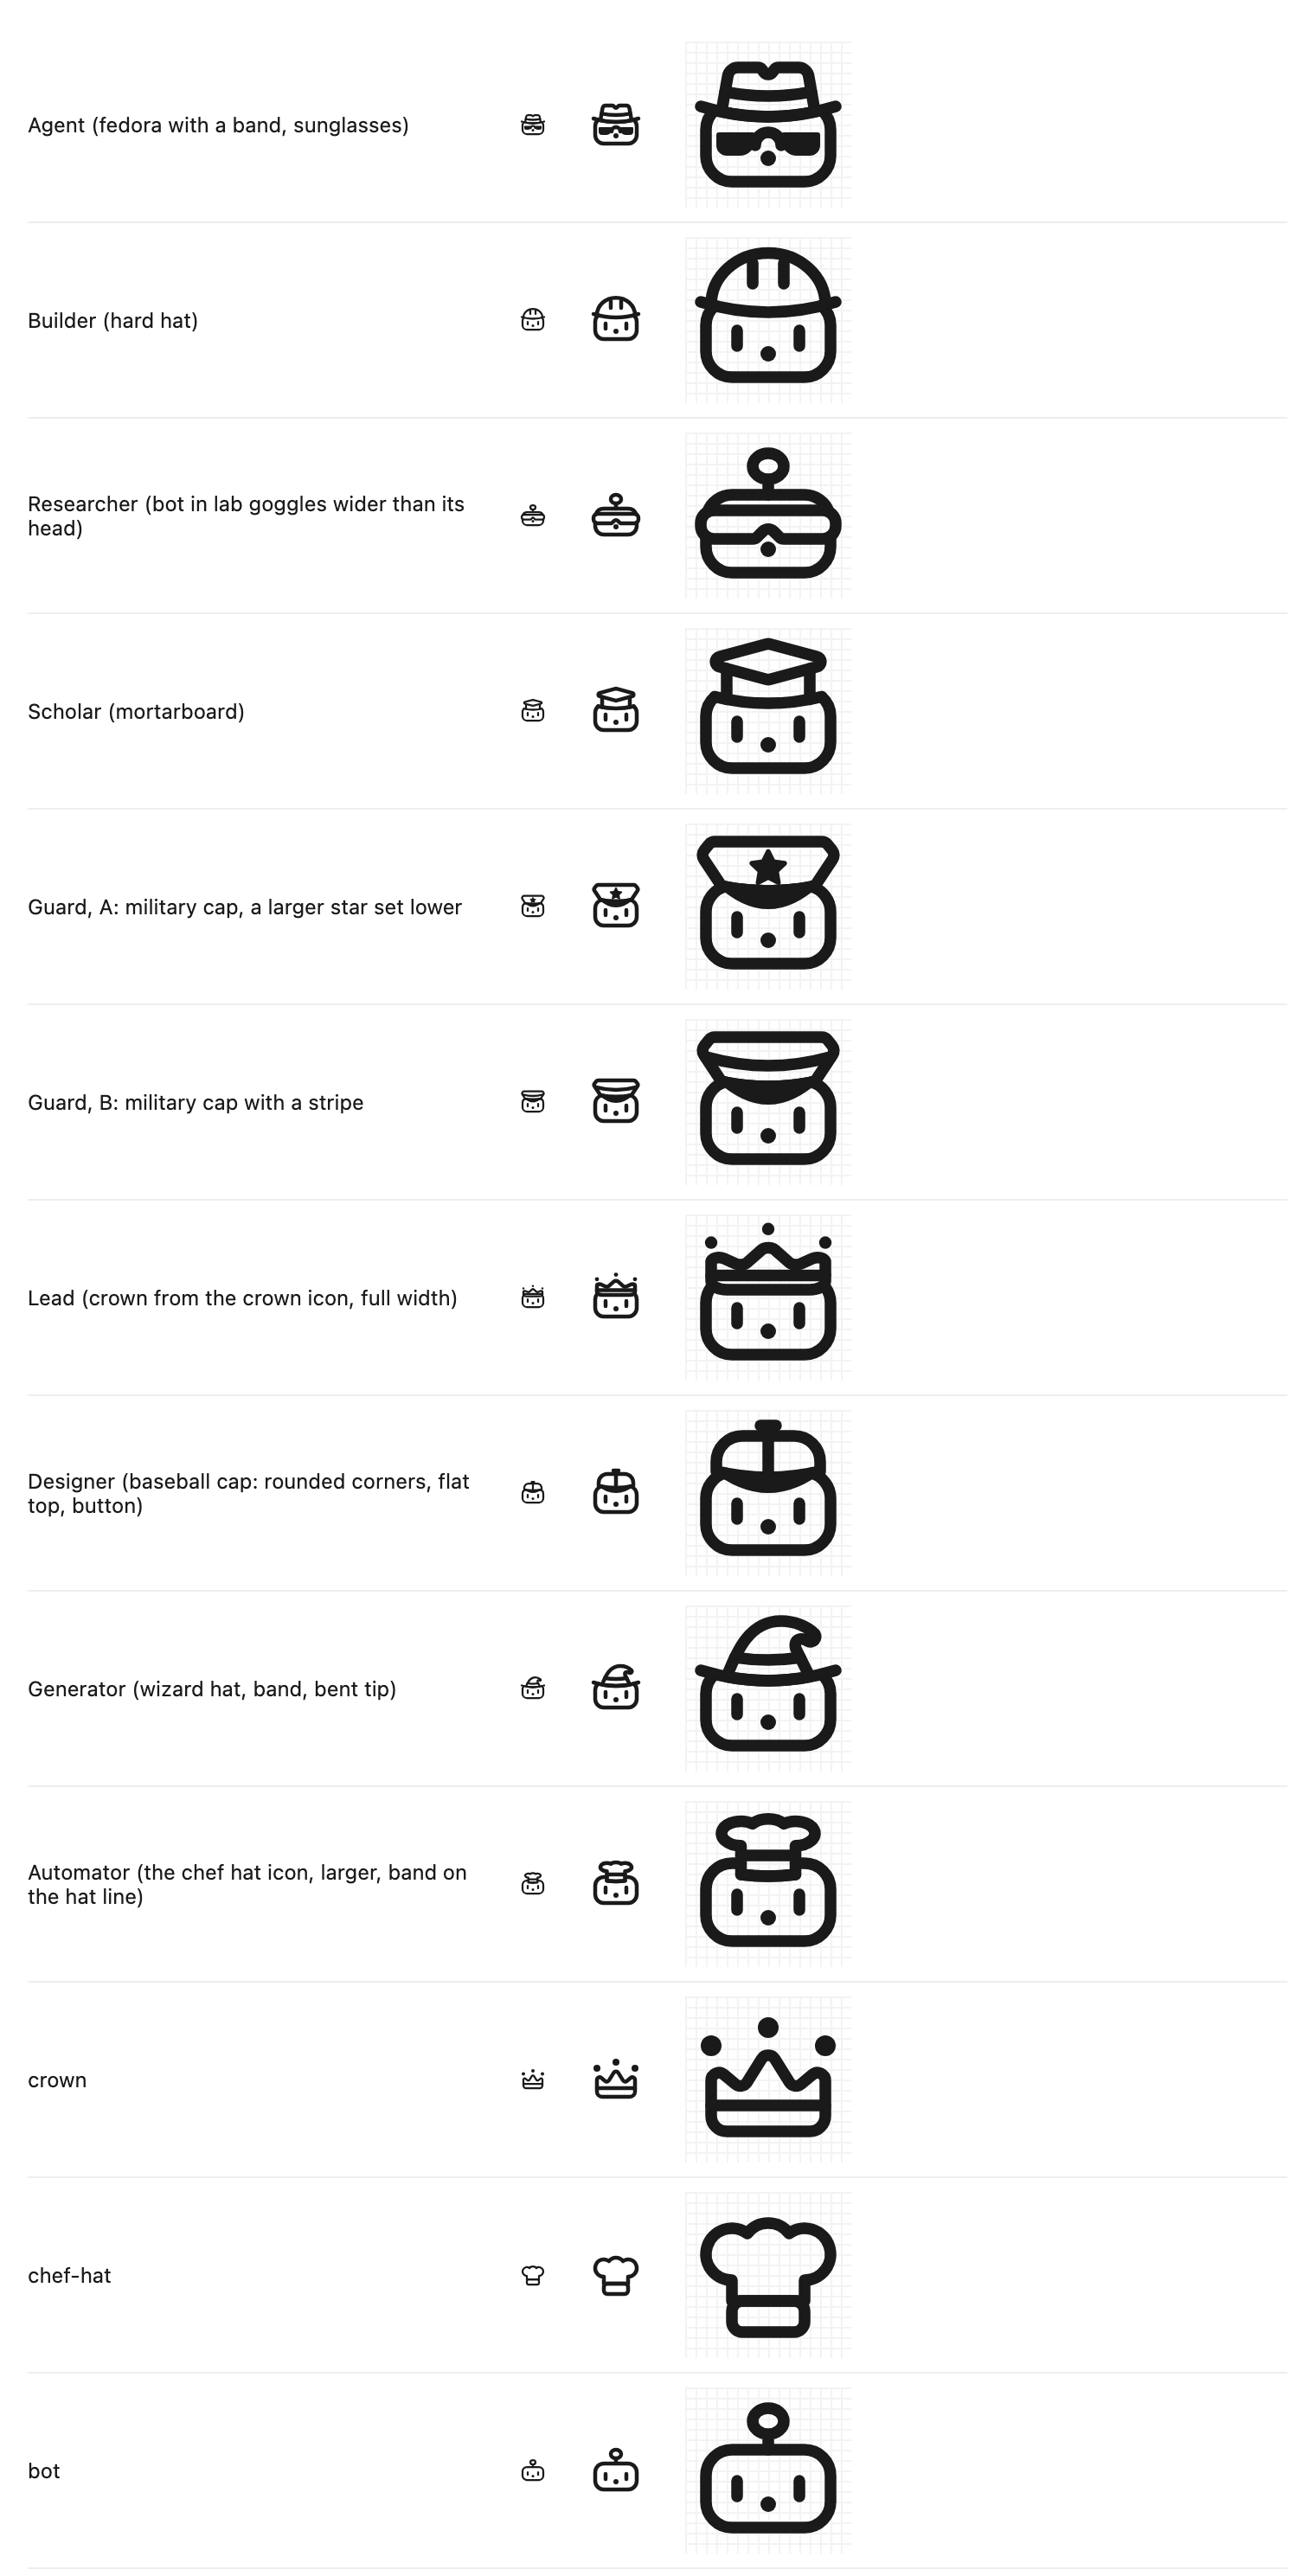 Agent (fedora with a band, sunglasses)
Builder (hard hat)
Researcher (bot in lab goggles wider than its
head)
Scholar (mortarboard)
Guard, A: military cap, a larger star set lower
Guard, B: military cap with a stripe
Lead (crown from the crown icon, full width)
Designer (baseball cap: rounded corners, flat
top, button)
Generator (wizard hat, band, bent tip)
Automator (the chef hat icon, larger, band on
the hat line)
crown
chef-hat
bot